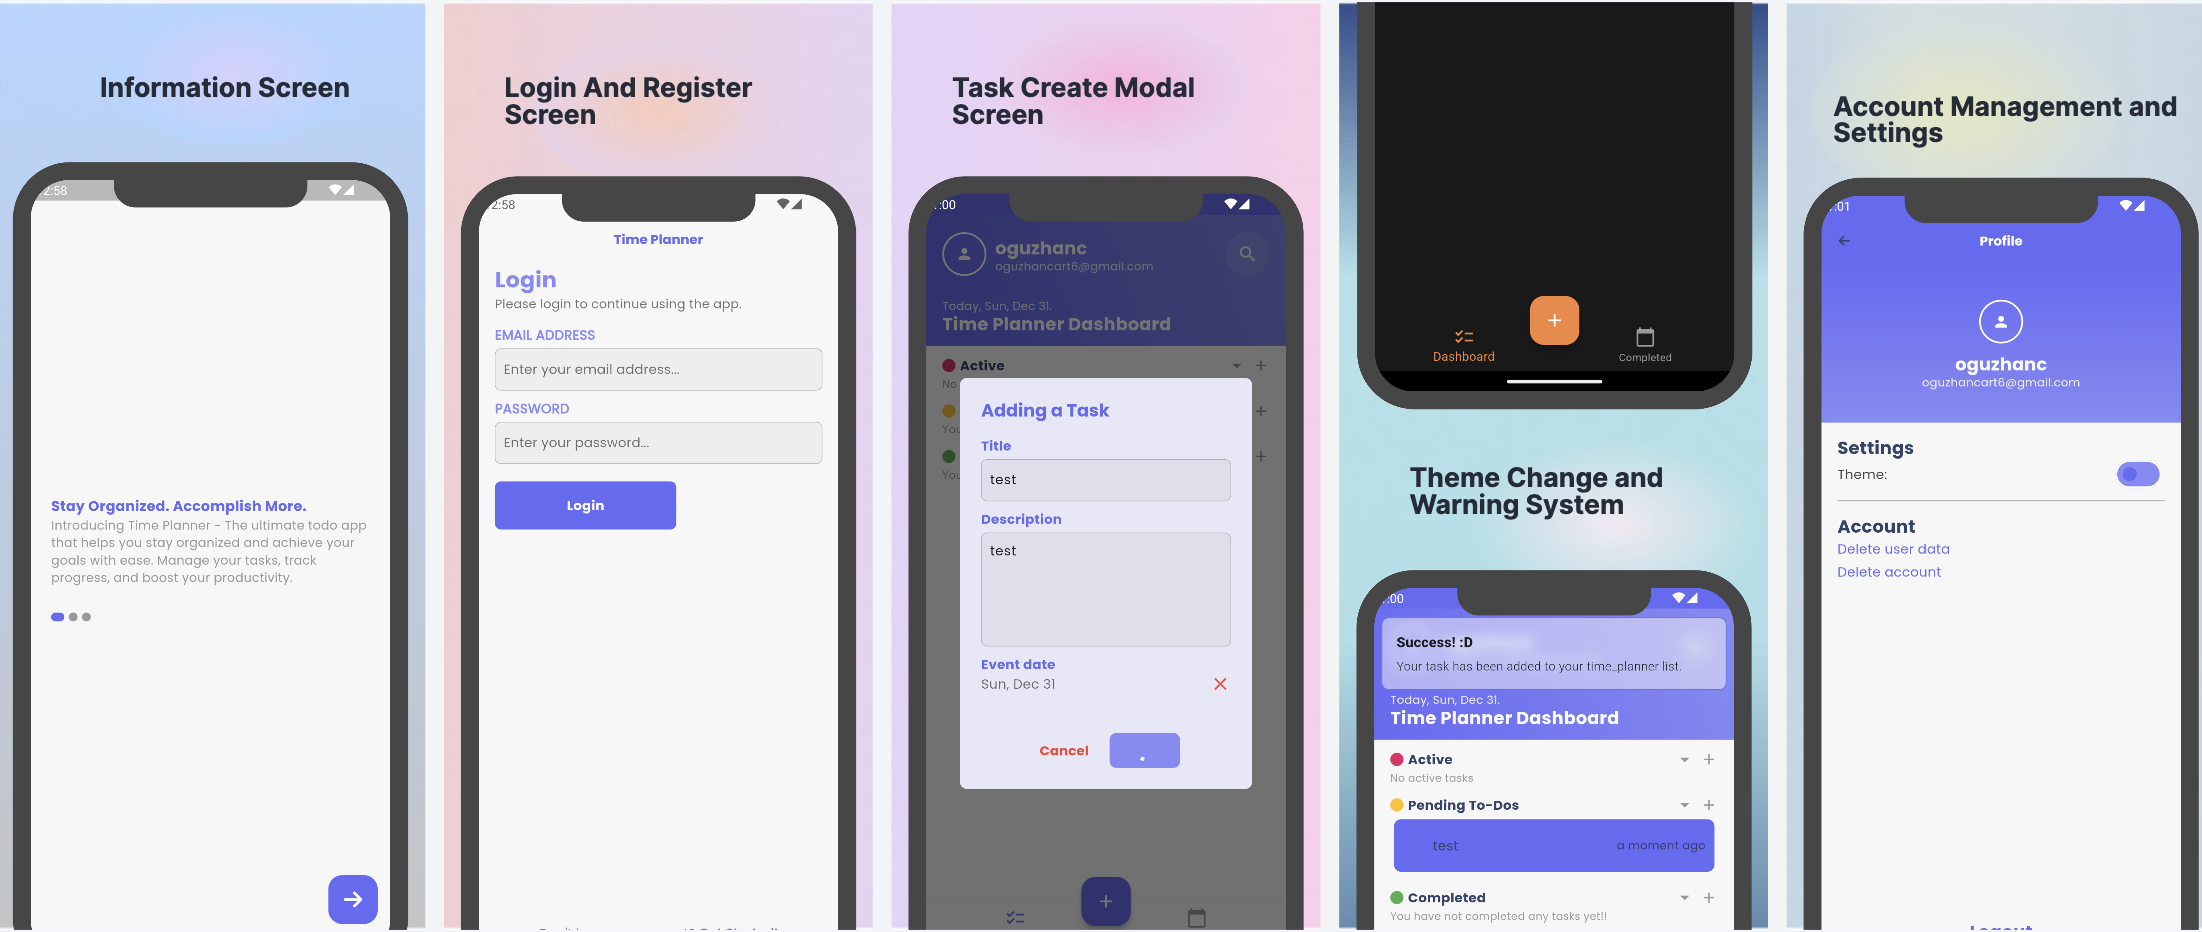 Information Screen
2:58
Stay Organized. Accomplish More.
Introducing Time Planner - The ultimate todo app
that helps you stay organized and achieve your
goals with ease. Manage your tasks, track
progress, and boost your productivity.
Login And Register
Screen
2:58
Time Planner
Login
Please login to continue using the app.
EMAIL ADDRESS
Enter your email address...
PASSWORD
Enter your password...
Login
Task Create Modal
Screen
:00
oguzhanc
oguzhancart6@gmail.com
Today, Sun, Dec 31.
Time Planner Dashboard
Active
No
You
You
Adding a Task
Title
test
Description
test
Event date
Sun, Dec 31
Cancel
Dashboard
Completed
Theme Change and
Warning System
:00
Success! :D
Your task has been added to your time_planner list.
Today, Sun, Dec 31.
Time Planner Dashboard
Active
No active tasks
Pending To-Dos
test a moment ago
Completed
You have not completed any tasks yet!!
Account Management and
Settings
:01
Profile
oguzhanc
oguzhancart6@gmail.com
Settings
Theme:
Account
Delete user data
Delete account